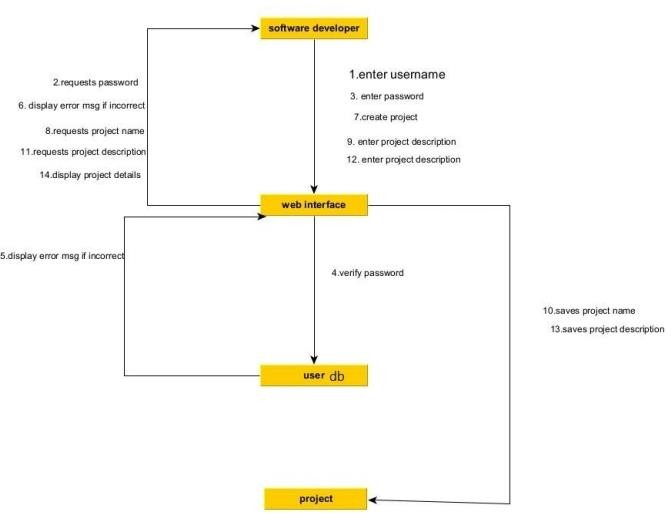 software developer
1.enter username
2.requests password
3. enter password
6. display error msg if incorrect
7.create project
8.requests project name
9. enter project description
11.requests project description
12. enter project description
14.display project details
web interface
5.display error msg if incorrect
4.verify password
10.saves project name
13.saves project description
user db
project